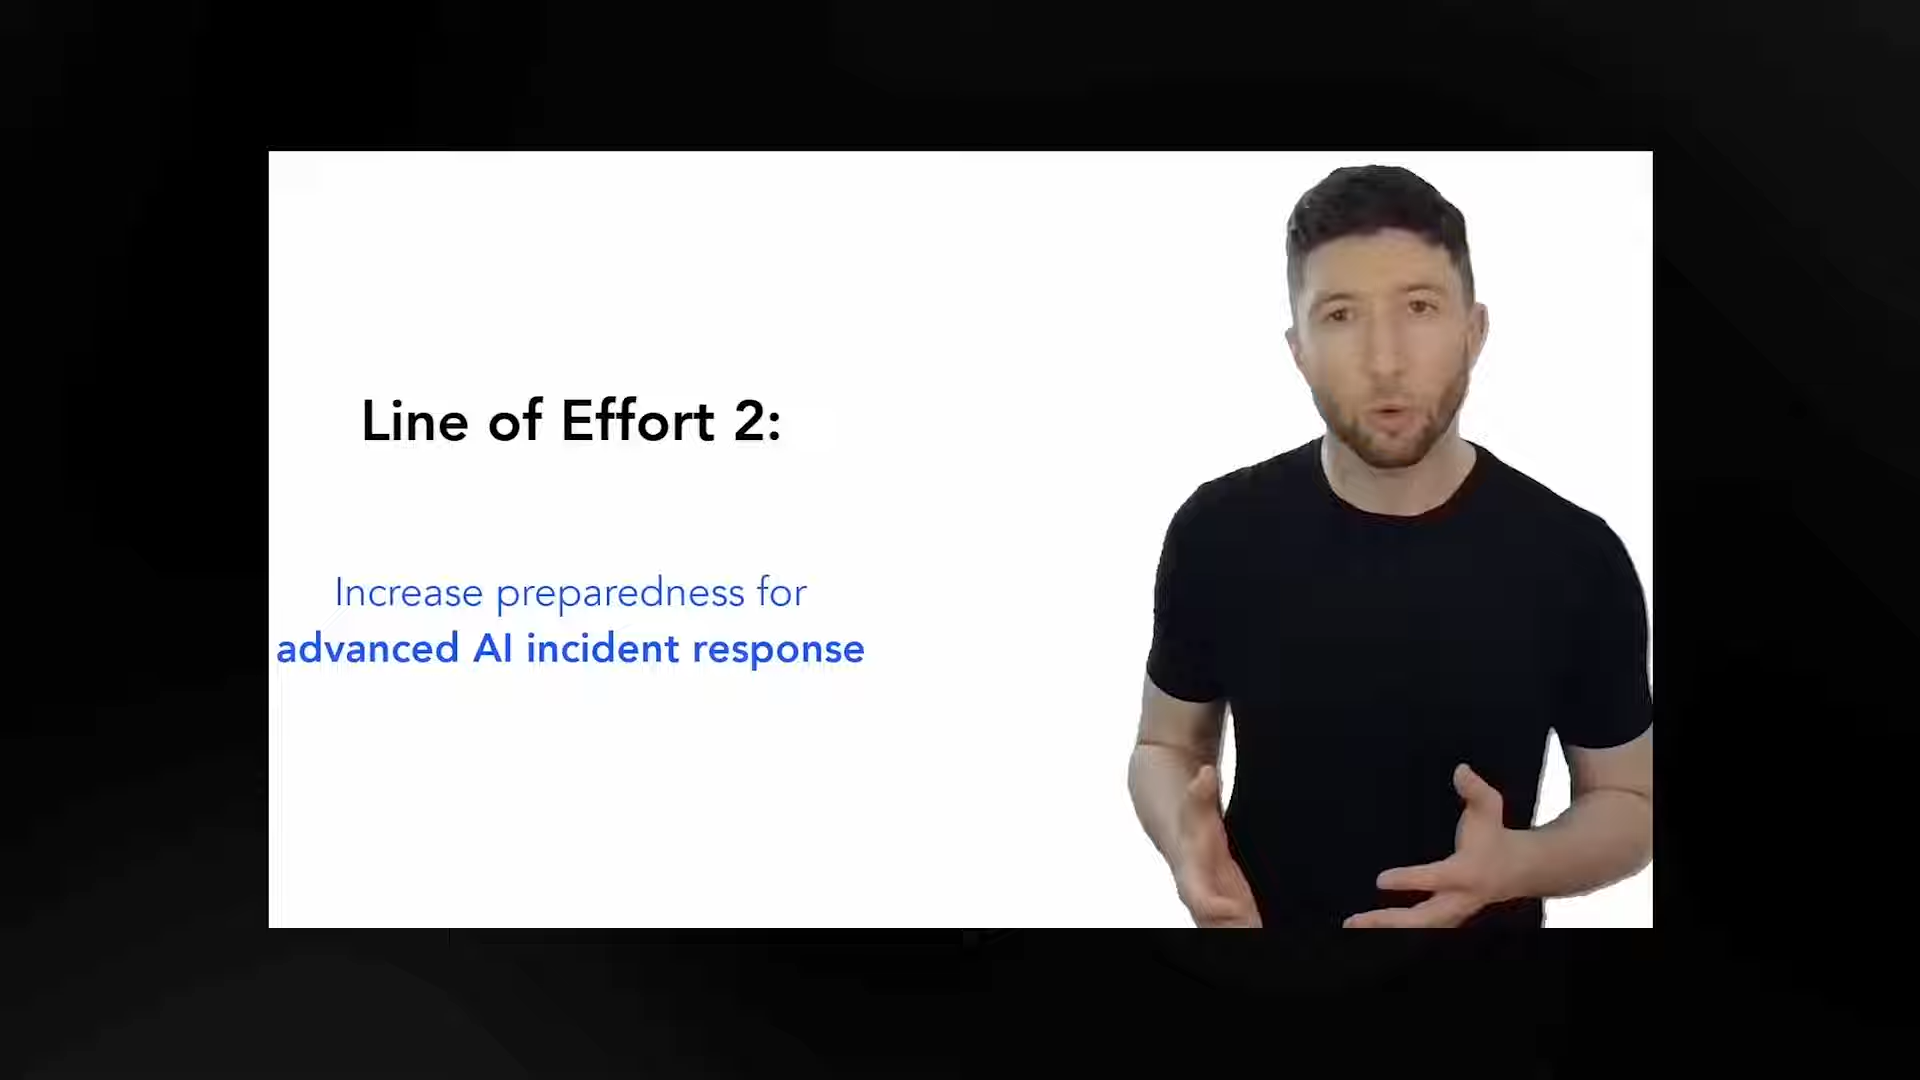 Line of Effort 2:
Increase preparedness for
advanced AI incident response